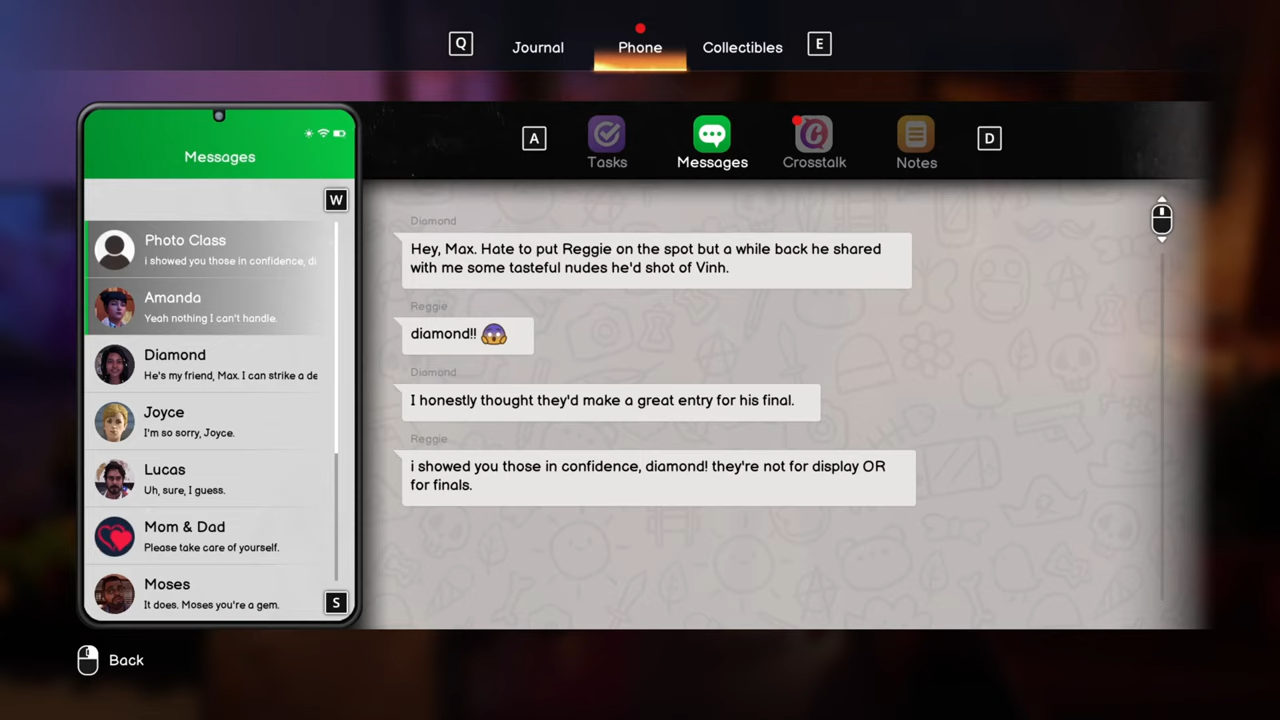 Q
Journal
Phone
Collectibles
E
Messages
W
Photo Class
i showed you those in confidence, di
Amanda
Yeah nothing I can't handle.
Diamond
He's my friend, Max. I can strike a de
Joyce
I'm so sorry, Joyce.
Lucas
Uh, sure, I guess.
Mom & Dad
Please take care of yourself.
Moses
It does. Moses you're a gem.
S
A
Tasks
Messages
Crosstalk
Notes
D
Diamond
Hey, Max. Hate to put Reggie on the spot but a while back he shared
with me some tasteful nudes he'd shot of Vinh.
Reggie
diamond!! 😱
Diamond
I honestly thought they'd make a great entry for his final.
Reggie
i showed you those in confidence, diamond! they're not for display OR
for finals.
Back